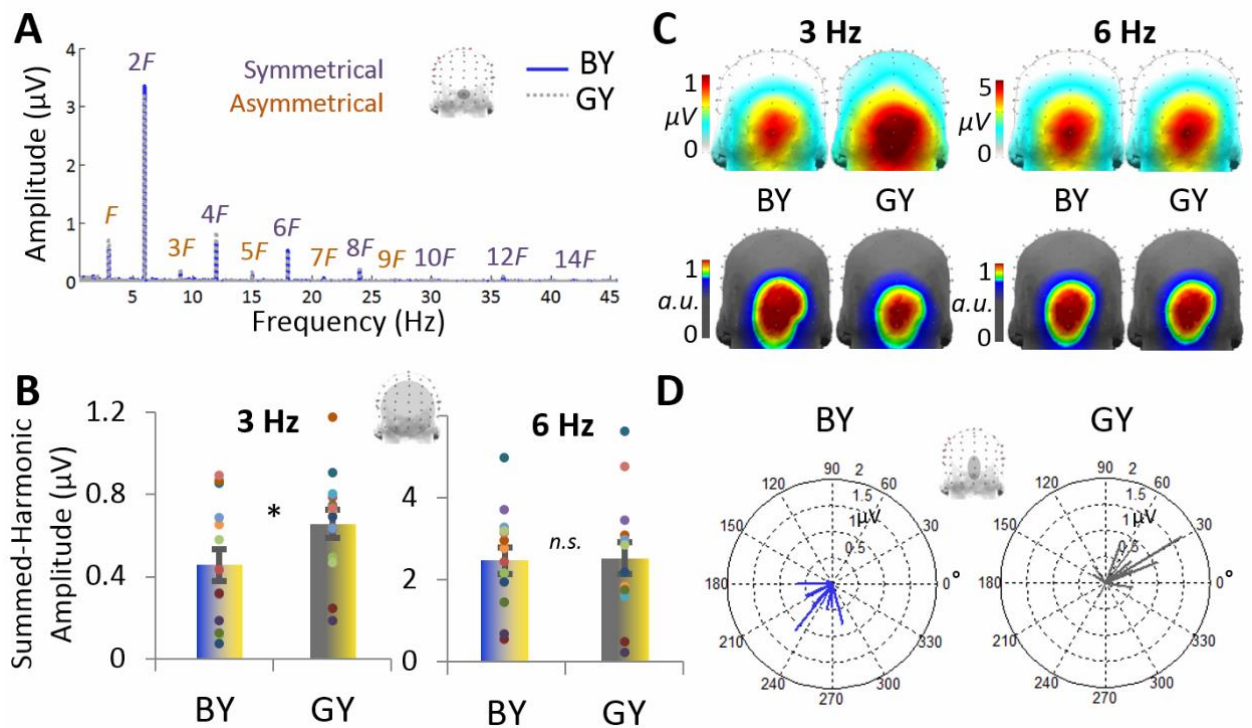 A
Amplitude (µV)
4
3
2
1
0
2F
Symmetrical
Asymmetrical
BY
GY
F
3F
4F
5F
6F
7F
8F
9F
10F
12F
14F
5 10 15 20 25 30 35 40 45
Frequency (Hz)
B
Summed-Harmonic
Amplitude (µV)
1.2
0.8
0.4
0
3 Hz
*
BY GY
6 Hz
4
2
0
n.s.
BY GY
C
3 Hz 6 Hz
1
µV
0
5
µV
0
BY GY BY GY
1
a.u.
0
1
a.u.
0
D
BY GY
90 2
120 60
1.5
150 1 µV
0.5
180
210 330
240 300
270
90 2
120 60
1.5
µV
150 1 30
0.5
180 0°
210 330
240 300
270
0°